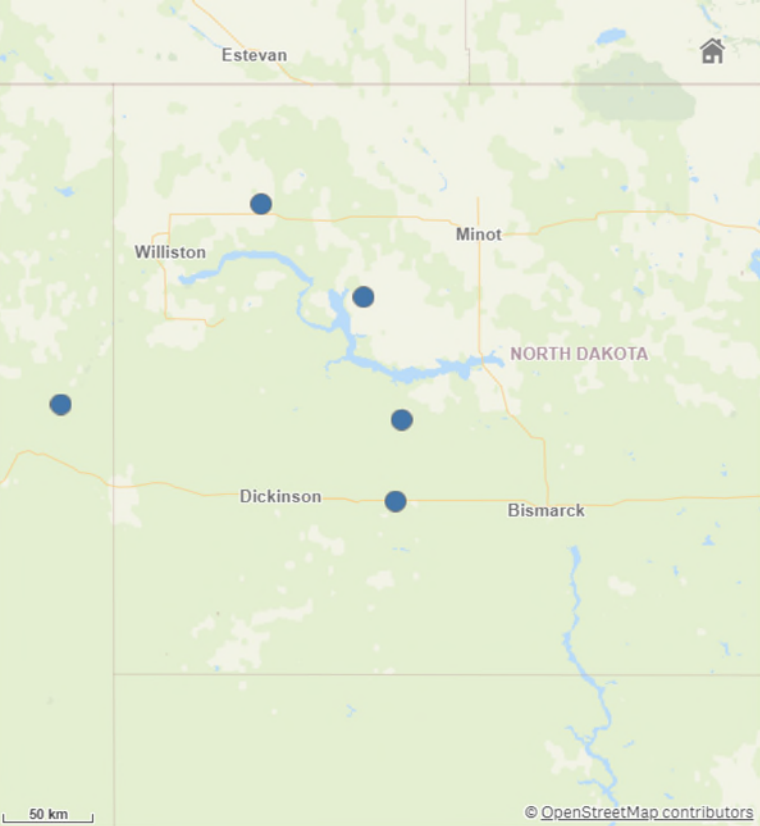 Estevan
Minot
Williston
NORTH DAKOTA
Dickinson
Bismarck
50 km
© OpenStreetMap contributors